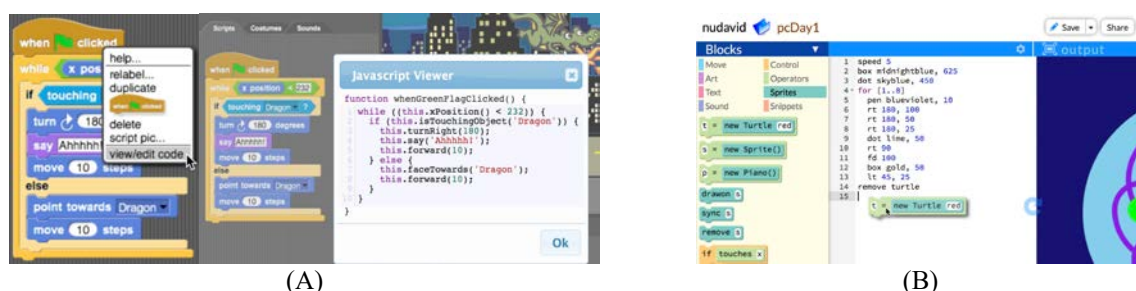 when clicked
while x pos
if touching
turn 180
say Ahhhhh!
move 10 steps
else
point towards Dragon
move 10 steps
help...
relabel...
duplicate
when clicked
delete
script pic...
view/edit code
Scripts Costumes Sounds
when clicked
while x position < 232
if touching Dragon ?
turn 180 degrees
say Ahhhhh!
move 10 steps
else
point towards Dragon
move 10 steps
Javascript Viewer
function whenGreenFlagClicked() {
1 while ((this.xPosition() < 232)) {
if (this.isTouchingObject('Dragon')) {
this.turnRight(180);
this.say('Ahhhhh!');
this.forward(10);
} else {
this.faceTowards('Dragon');
this.forward(10);
}
10 }
}
Ok
(A)
nudavid pcDay1
Save Share
Blocks
Move Control
Art Operators
Text Sprites
Sound Snippets
t = new Turtle red
s = new Sprite()
p = new Piano()
drawon s
sync s
remove s
if touches x
output
1 speed 5
2 box midnightblue, 625
3 dot skyblue, 450
4 for [1..8]
5 pen blueviolet, 10
6 rt 180, 100
7 rt 180, 50
8 rt 180, 25
9 dot lime, 50
10 rt 90
11 fd 100
12 box gold, 50
13 lt 45, 25
14 remove turtle
15
t = new Turtle red
(B)